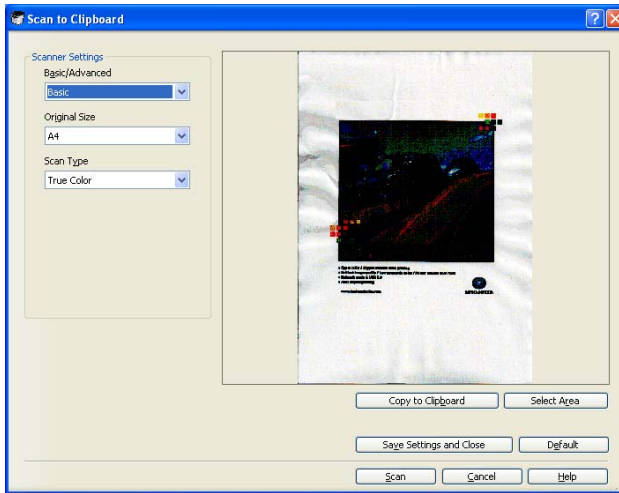 Scan to Clipboard
Scanner Settings
Basic/Advanced
Basic
Original Size
A4
Scan Type
True Color
Copy to Clipboard
Select Area
Save Settings and Close
Default
Scan
Cancel
Help